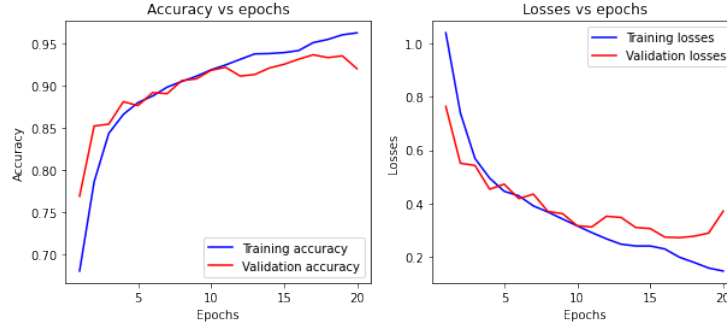 Accuracy vs epochs
0.95
0.90
0.85
0.80
0.75
0.70
Accuracy
Training accuracy
Validation accuracy
5
10
15
20
Epochs
Losses vs epochs
1.0
0.8
0.6
0.4
0.2
Losses
Training losses
Validation losses
5
10
15
20
Epochs